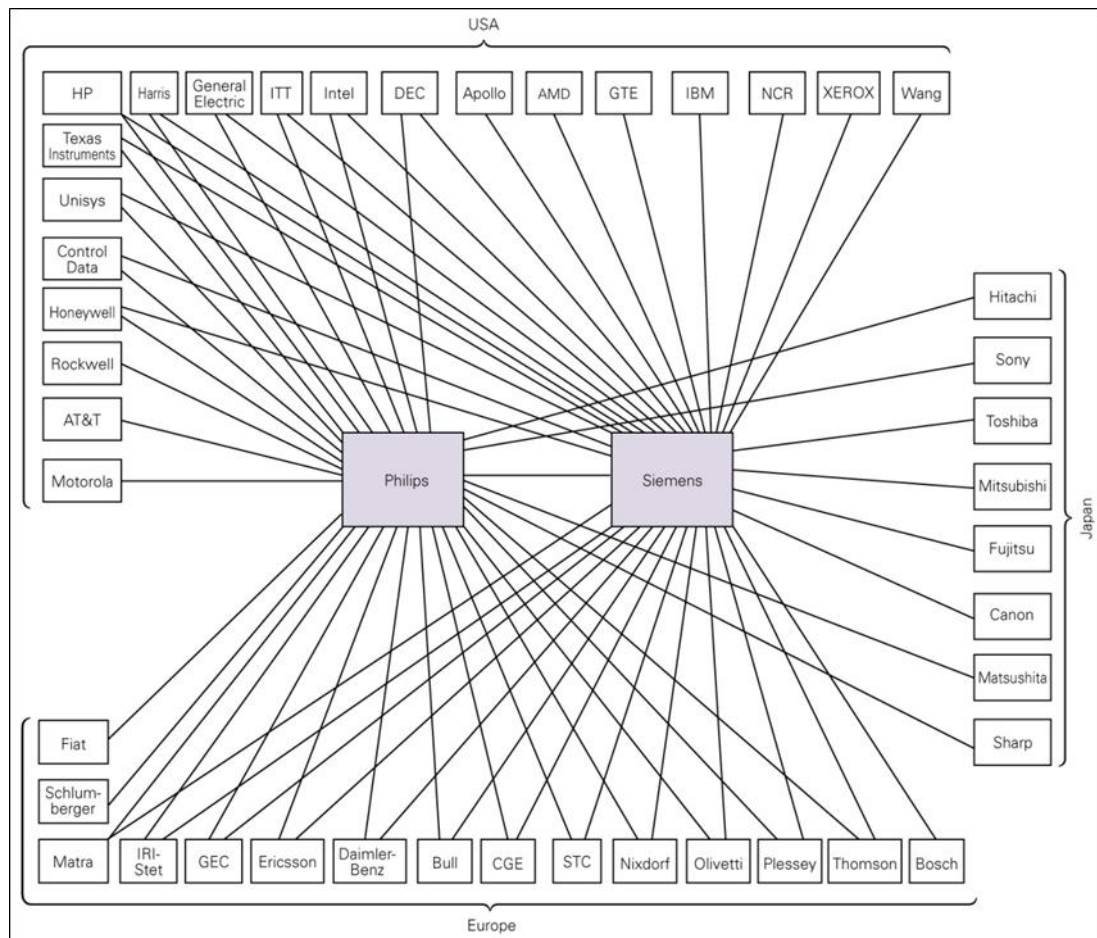 USA
HP
Harris
General
Electric
ITT
Intel
DEC
Apollo
AMD
GTE
IBM
NCR
XEROX
Wang
Texas
Instruments
Unisys
Control
Data
Honeywell
Rockwell
AT&T
Motorola
Philips
Siemens
Hitachi
Sony
Toshiba
Mitsubishi
Fujitsu
Canon
Matsushita
Sharp
Japan
Fiat
Schlum-
berger
Matra
IRI-
Stet
GEC
Ericsson
Daimler-
Benz
Bull
CGE
STC
Nixdorf
Olivetti
Plessey
Thomson
Bosch
Europe